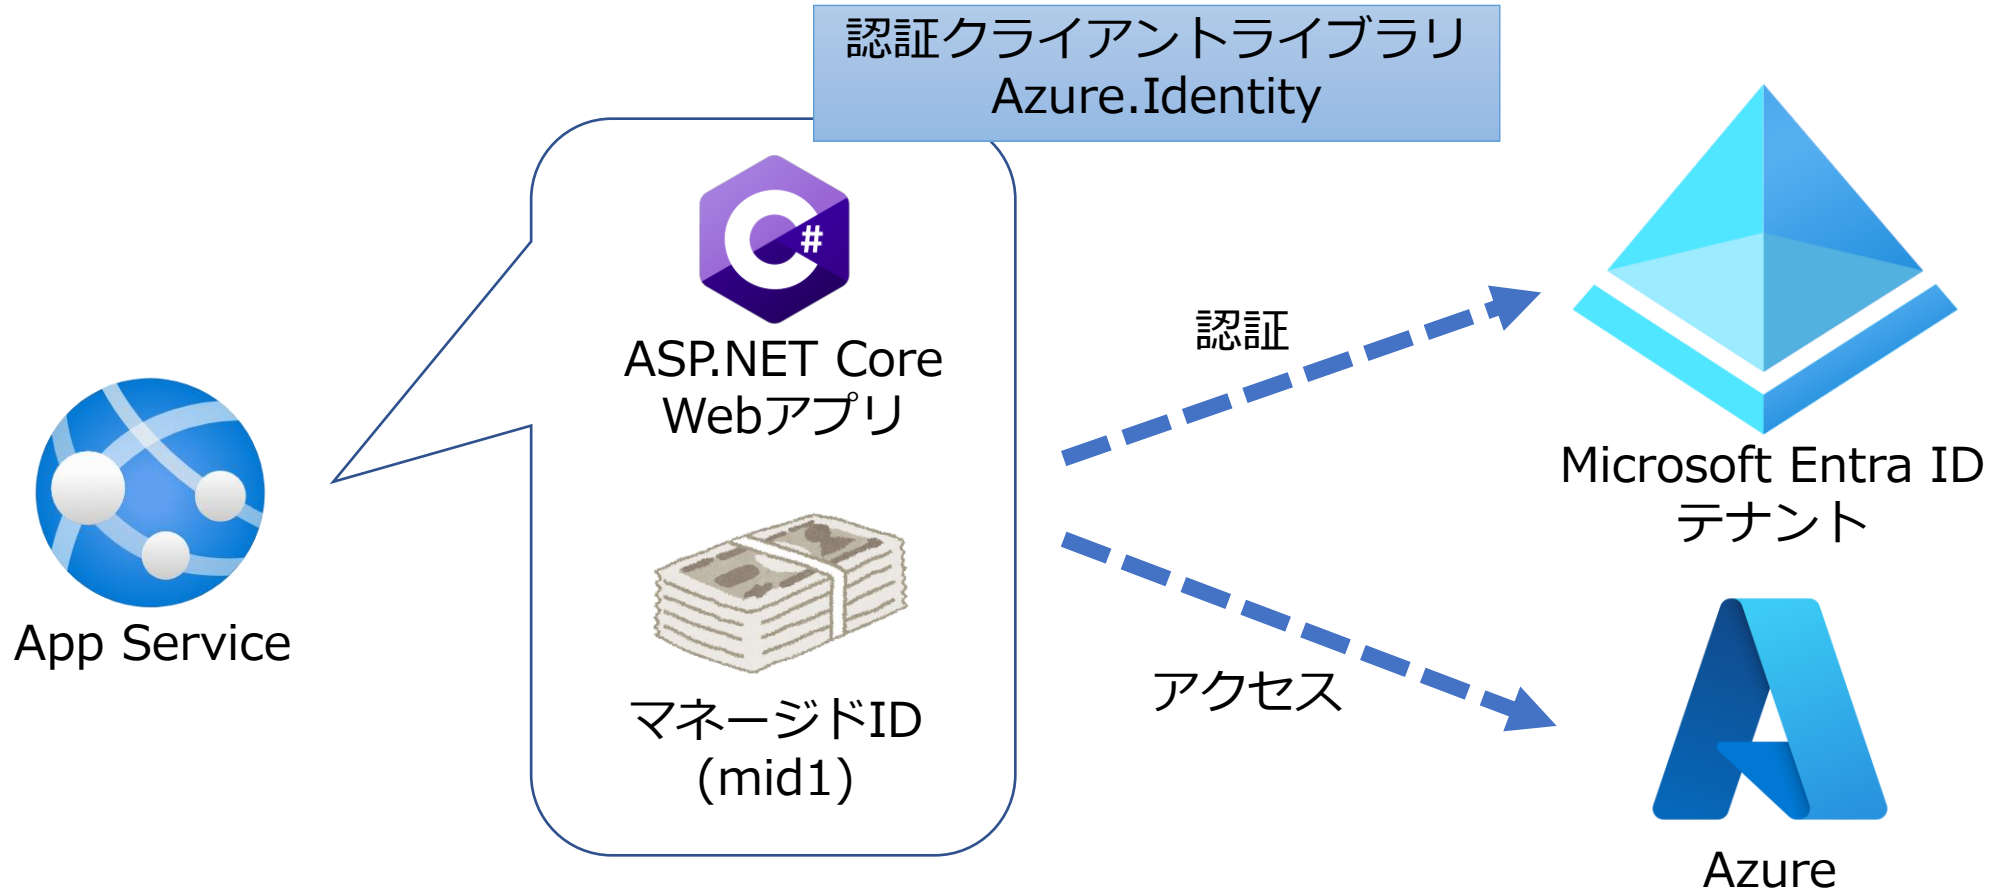 認証クライアントライブラリ
Azure.Identity
C#
ASP.NET Core
Webアプリ
認証
Microsoft Entra ID
テナント
App Service
マネージドID
(mid1)
アクセス
Azure